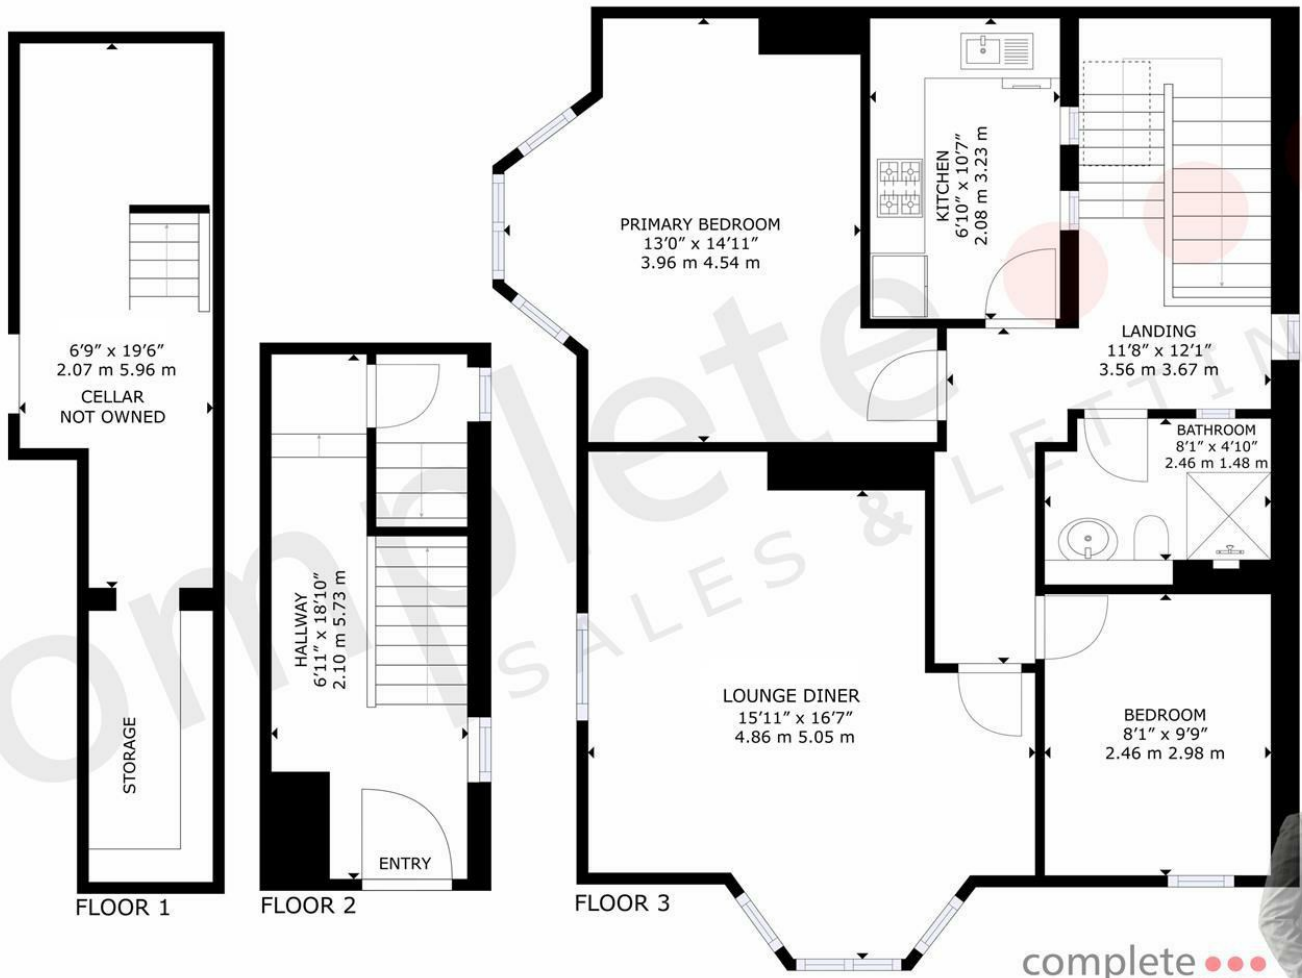 6'9" x 19'6"
2.07 m 5.96 m
CELLAR
NOT OWNED
STORAGE
FLOOR 1
HALLWAY
6'11" x 18'10"
2.10 m 5.73 m
ENTRY
FLOOR 2
PRIMARY BEDROOM
13'0" x 14'11"
3.96 m 4.54 m
KITCHEN
6'10" x 10'7"
2.08 m 3.23 m
LANDING
11'8" x 12'1"
3.56 m 3.67 m
BATHROOM
8'1" x 4'10"
2.46 m 1.48 m
LOUNGE DINER
15'11" x 16'7"
4.86 m 5.05 m
BEDROOM
8'1" x 9'9"
2.46 m 2.98 m
FLOOR 3
omplete
SALES & LETTIN
complete